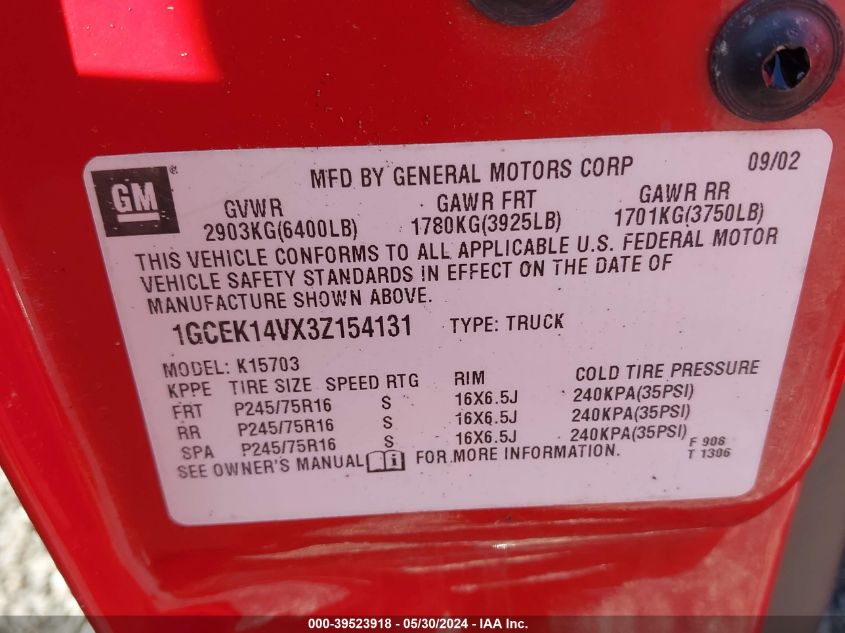 GM ®
MFD BY GENERAL MOTORS CORP 09/02
GVWR GAWR FRT GAWR RR
2903KG(6400LB) 1780KG(3925LB) 1701KG(3750LB)
THIS VEHICLE CONFORMS TO ALL APPLICABLE U.S. FEDERAL MOTOR
VEHICLE SAFETY STANDARDS IN EFFECT ON THE DATE OF
MANUFACTURE SHOWN ABOVE.
1GCEK14VX3Z154131 TYPE: TRUCK
MODEL: K15703
KPPE TIRE SIZE SPEED RTG RIM COLD TIRE PRESSURE
FRT P245/75R16 S 16X6.5J 240KPA(35PSI)
RR P245/75R16 S 16X6.5J 240KPA(35PSI)
SPA P245/75R16 S 16X6.5J 240KPA(35PSI)
SEE OWNER'S MANUAL i FOR MORE INFORMATION.
F 908
T 1306
000-39523918 - 05/30/2024 - IAA Inc.